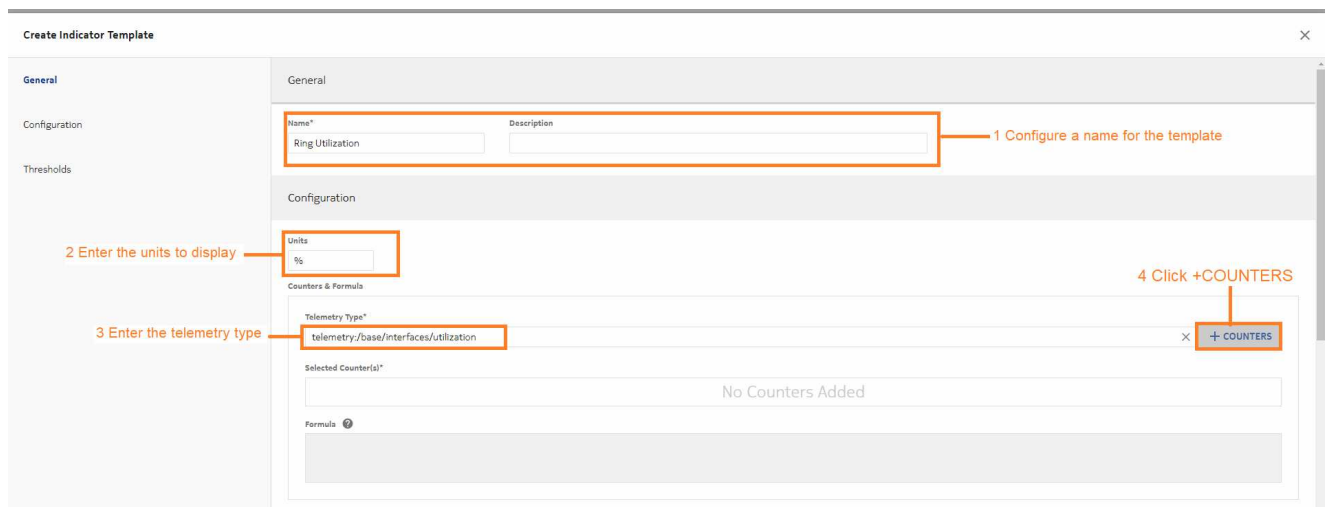 Create Indicator Template
General
General
Configuration
Name*
Description
Ring Utilization
1 Configure a name for the template
Thresholds
Configuration
Units
2 Enter the units to display
%
4 Click +COUNTERS
Counters & Formula
Telemetry Type*
3 Enter the telemetry type
telemetry:/base/interfaces/utilization
+ COUNTERS
Selected Counter(s)*
No Counters Added
Formula